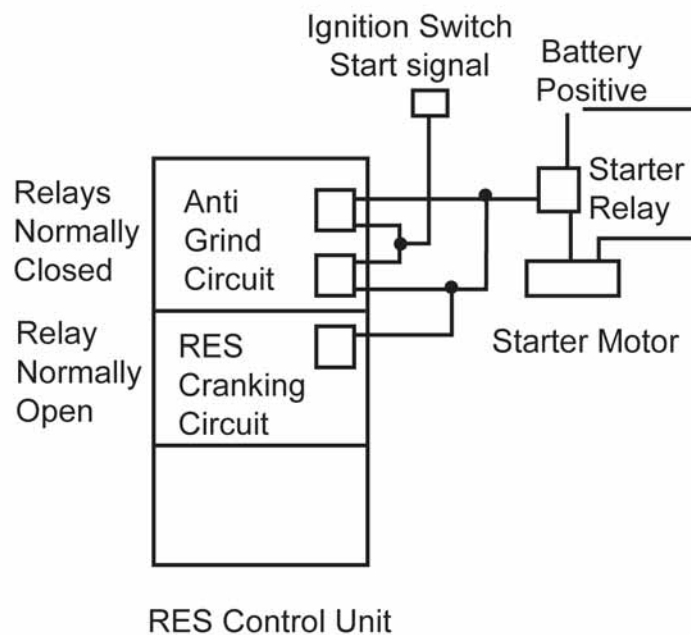 Ignition Switch
Start signal
Battery
Positive
Starter
Relay
Relays
Normally
Closed
Anti
Grind
Circuit
Relay
Normally
Open
RES
Cranking
Circuit
Starter Motor
RES Control Unit